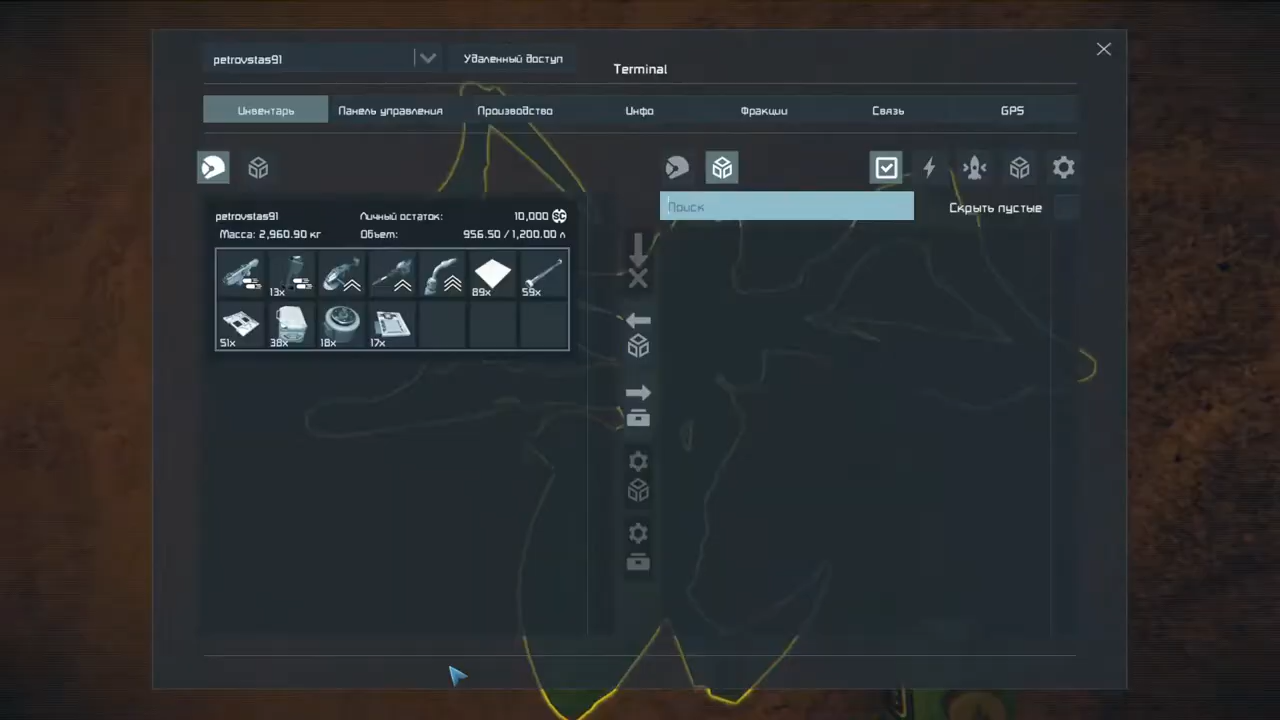 petrovstas91
Удаленный доступ
Terminal
Инвентарь
Панель управления
Производство
Инфо
Фракции
Связь
GPS
Поиск
Скрыть пустые
petrovstas91 Личный остаток: 10,000 SC
Масса: 2,960.90 кг Объем: 956.50 / 1,200.00 л
13x 89x 59x
51x 38x 18x 17x